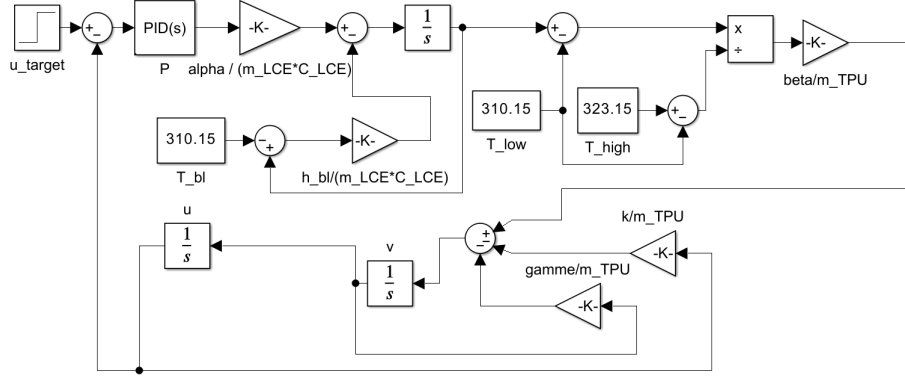 u_target
PID(s)
P
-K-
alpha / (m_LCE*C_LCE)
1
s
x
÷
-K-
beta/m_TPU
310.15
T_bl
-K-
h_bl/(m_LCE*C_LCE)
310.15
T_low
323.15
T_high
u
1
s
v
1
s
k/m_TPU
-K-
gamme/m_TPU
-K-